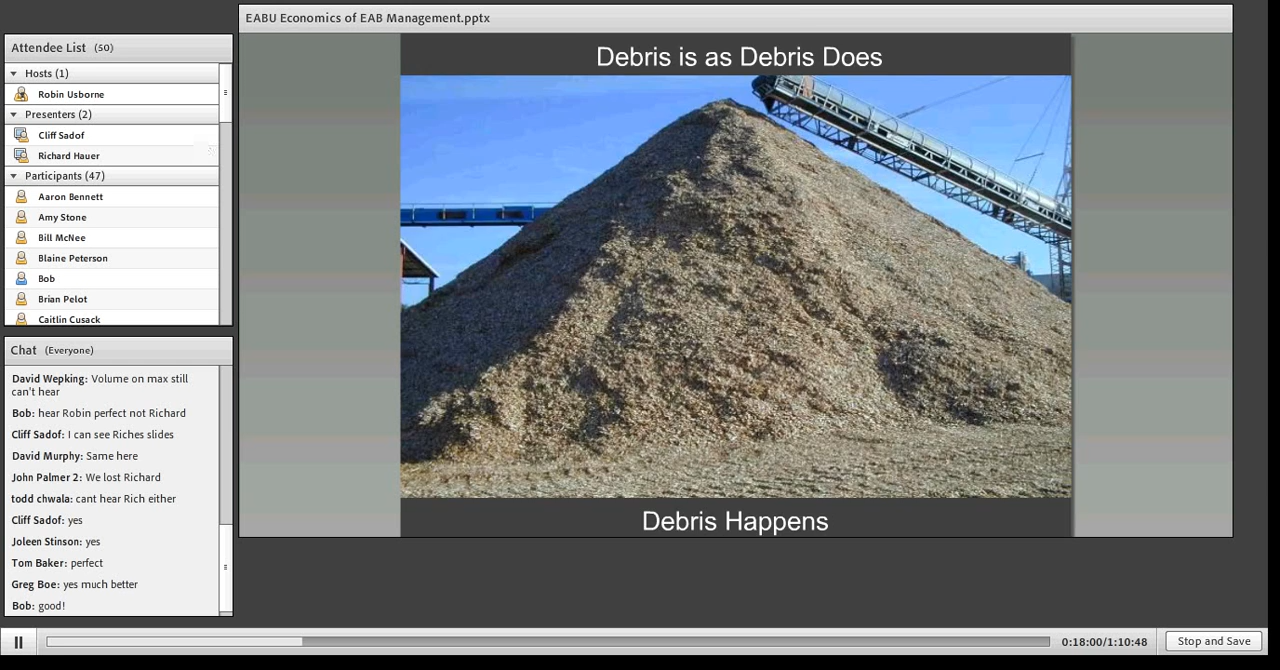 EABU Economics of EAB Management.pptx
Attendee List (50)
Hosts (1)
Robin Usborne
Presenters (2)
Cliff Sadof
Richard Hauer
Participants (47)
Aaron Bennett
Amy Stone
Bill McNee
Blaine Peterson
Bob
Brian Pelot
Caitlin Cusack
Chat (Everyone)
David Wepking: Volume on max still
can't hear
Bob: hear Robin perfect not Richard
Cliff Sadof: I can see Riches slides
David Murphy: Same here
John Palmer 2: We lost Richard
todd chwala: cant hear Rich either
Cliff Sadof: yes
Joleen Stinson: yes
Tom Baker: perfect
Greg Boe: yes much better
Bob: good!
Debris is as Debris Does
Debris Happens
0:18:00/1:10:48
Stop and Save